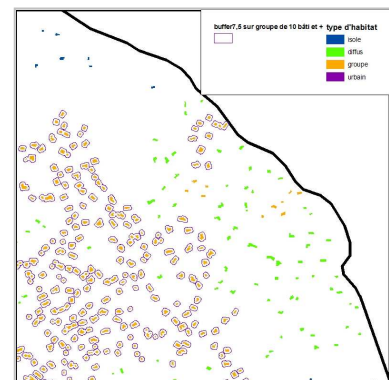 buffer7,5 sur groupe de 10 bâti et + type d'habitat
isole
diffus
groupe
urbain